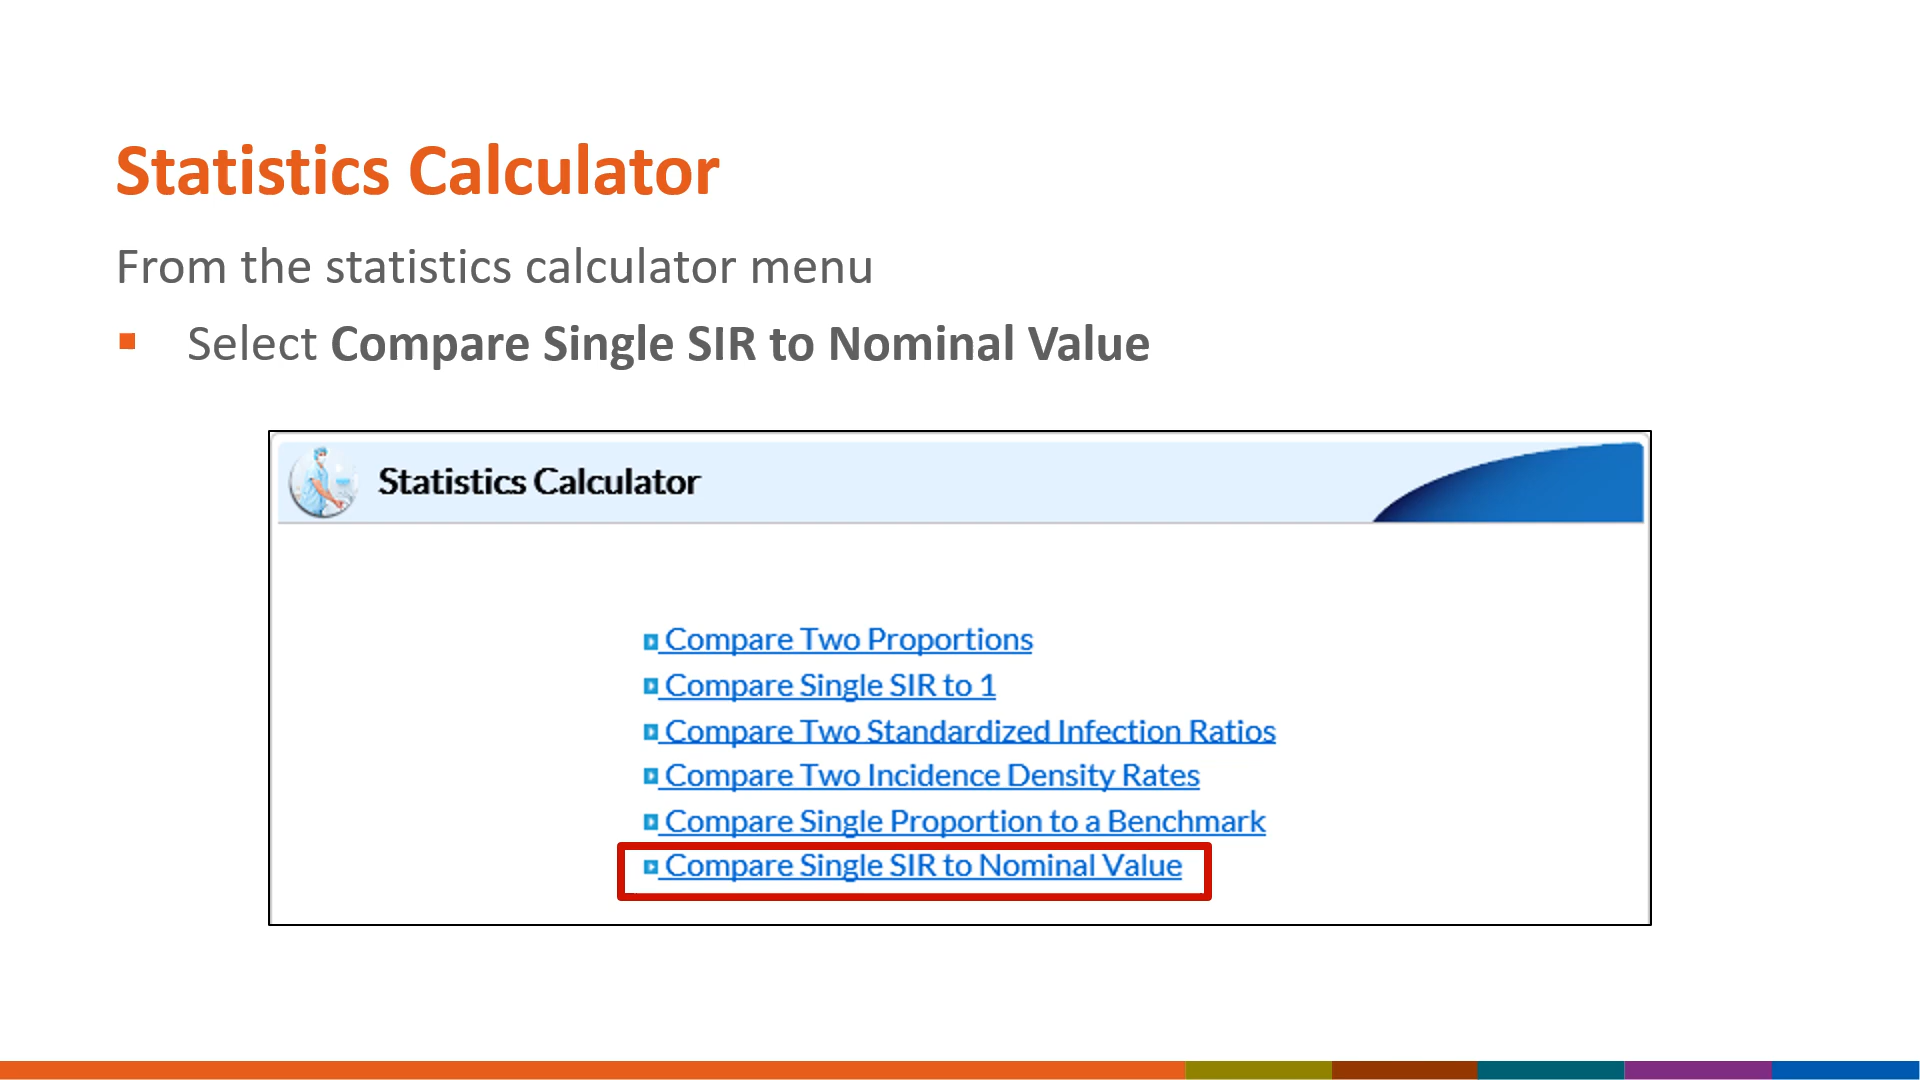 Statistics Calculator
From the statistics calculator menu
Select Compare Single SIR to Nominal Value
Statistics Calculator
Compare Two Proportions
Compare Single SIR to 1
Compare Two Standardized Infection Ratios
Compare Two Incidence Density Rates
Compare Single Proportion to a Benchmark
Compare Single SIR to Nominal Value